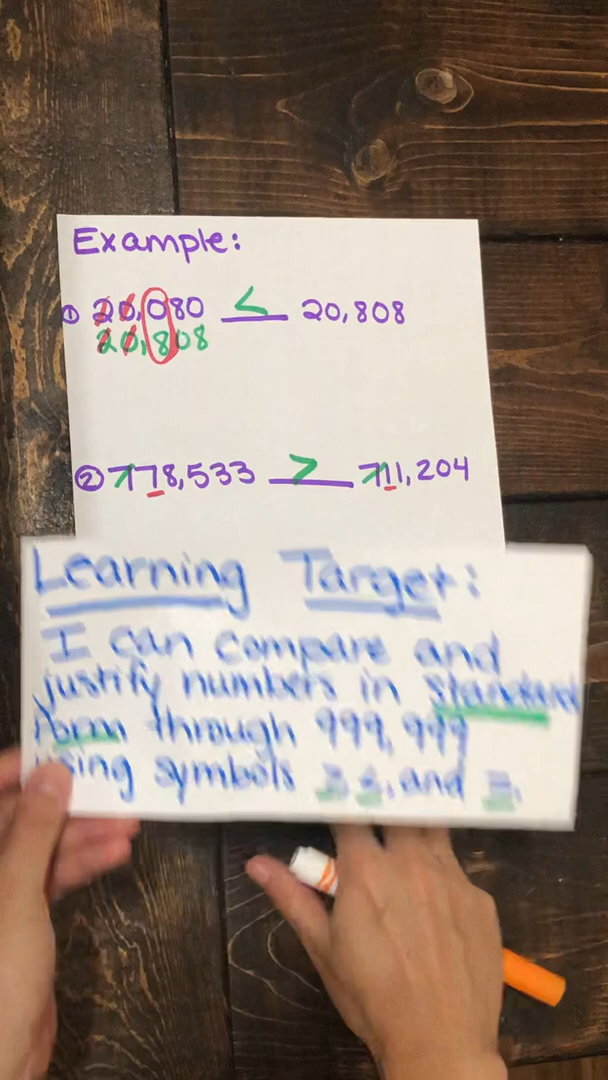 Example:
① 20,080 < 20,808
20,808
② 778,533 > 711,204
Learning Target:
I can compare and
justify numbers in standard
form through 999,999
using symbols >, <, and =.